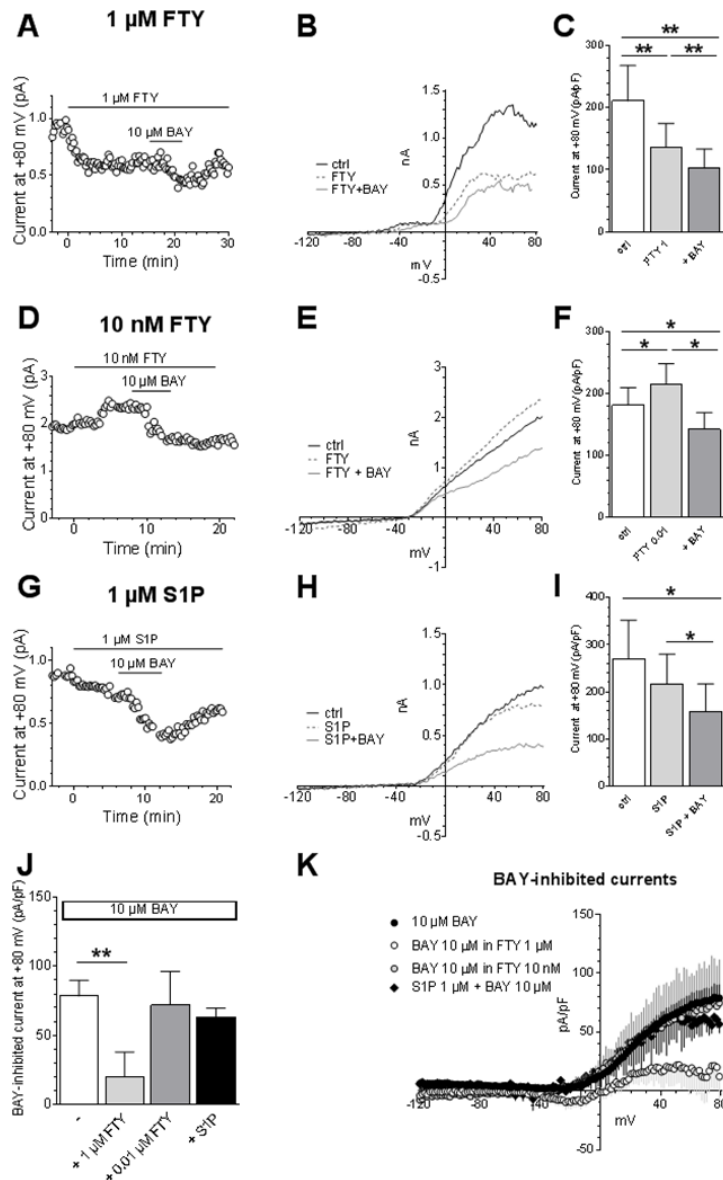 A 1 µM FTY
1 µM FTY
10 µM BAY
Current at +80 mV (pA)
1.0
0.5
0.0
0 10 20 30
Time (min)
B
1.5
1.0
nA
0.5
ctrl
FTY
FTY+BAY
-120 -80 -40 0 40 80
mV
-0.5
C
**
** **
Current at +80 mV (pA/pF)
300
200
100
0
ctrl
FTY 1
+ BAY
D 10 nM FTY
10 nM FTY
10 µM BAY
Current at +80 mV (pA)
3
2
1
0
0 10 20
Time (min)
E
3
nA
2
ctrl
FTY
FTY + BAY
1
-120 -80 -40 0 40 80
mV
-1
F
*
* *
Current at +80 mV (pA/pF)
300
200
100
0
ctrl
FTY 0.01
+ BAY
G 1 µM S1P
1 µM S1P
10 µM BAY
Current at +80 mV (pA)
1.0
0.5
0.0
0 10 20
Time (min)
H
1.5
nA
1.0
ctrl
S1P
S1P+BAY
0.5
-120 -80 -40 0 40 80
mV
-0.5
I
*
*
Current at +80 mV (pA/pF)
400
300
200
100
0
ctrl
S1P
S1P + BAY
J
10 µM BAY
**
BAY-inhibited current at +80 mV (pA/pF)
150
100
50
0
-
+ 1 µM FTY
+ 0.01 µM FTY
+ S1P
K
BAY-inhibited currents
10 µM BAY
BAY 10 µM in FTY 1 µM
BAY 10 µM in FTY 10 nM
S1P 1 µM + BAY 10 µM
150
100
pA/pF
50
-120 -80 -40 0 40 80
mV
-50